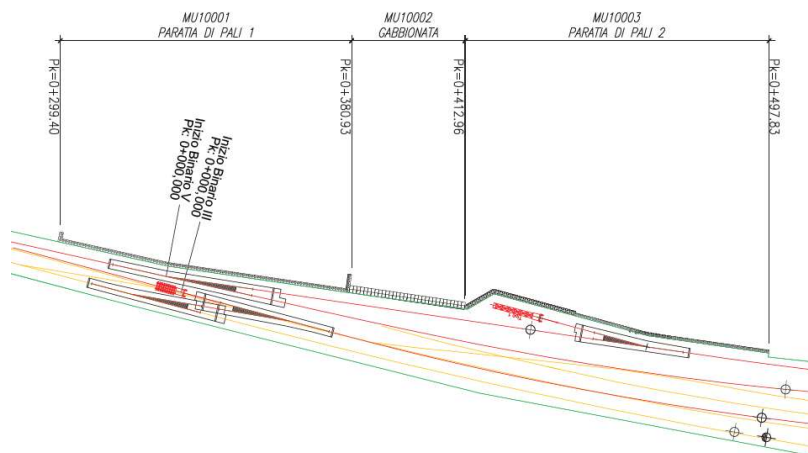 MU10001
PARATIA DI PALI 1
MU10002
GABBIONATA
MU10003
PARATIA DI PALI 2
Pk=0+299.40
Pk=0+380.93
Pk=0+412.96
Pk=0+497.83
Inizio Binario III
Pk: 0+000,000
Inizio Binario V
Pk: 0+000,000